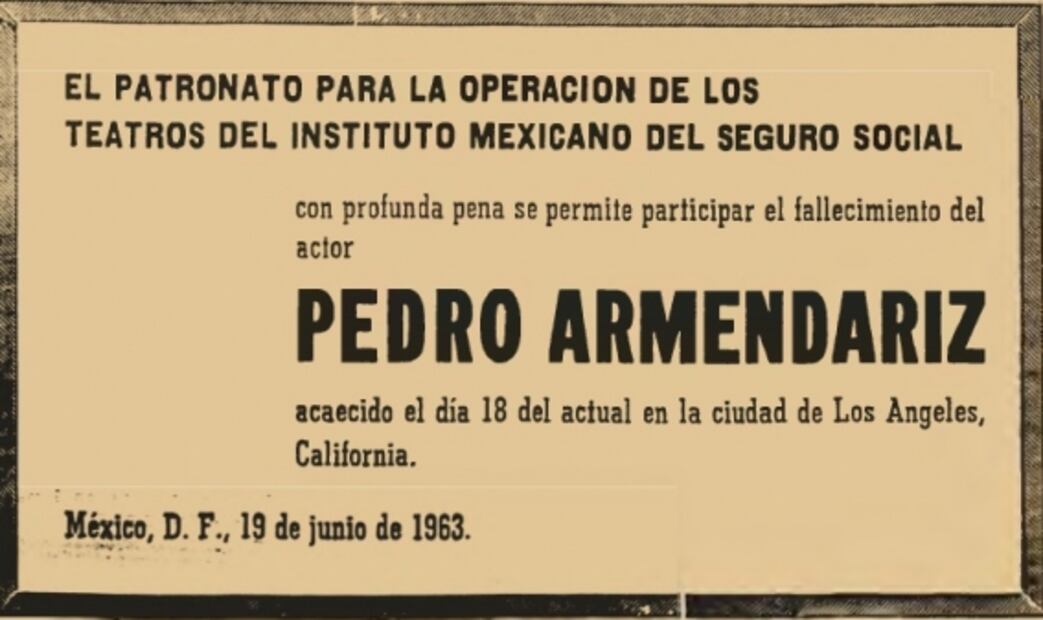 EL PATRONATO PARA LA OPERACION DE LOS
TEATROS DEL INSTITUTO MEXICANO DEL SEGURO SOCIAL
con profunda pena se permite participar el fallecimiento del
actor
PEDRO ARMENDARIZ
acaecido el día 18 del actual en la ciudad de Los Angeles,
California.
México, D. F., 19 de junio de 1963.